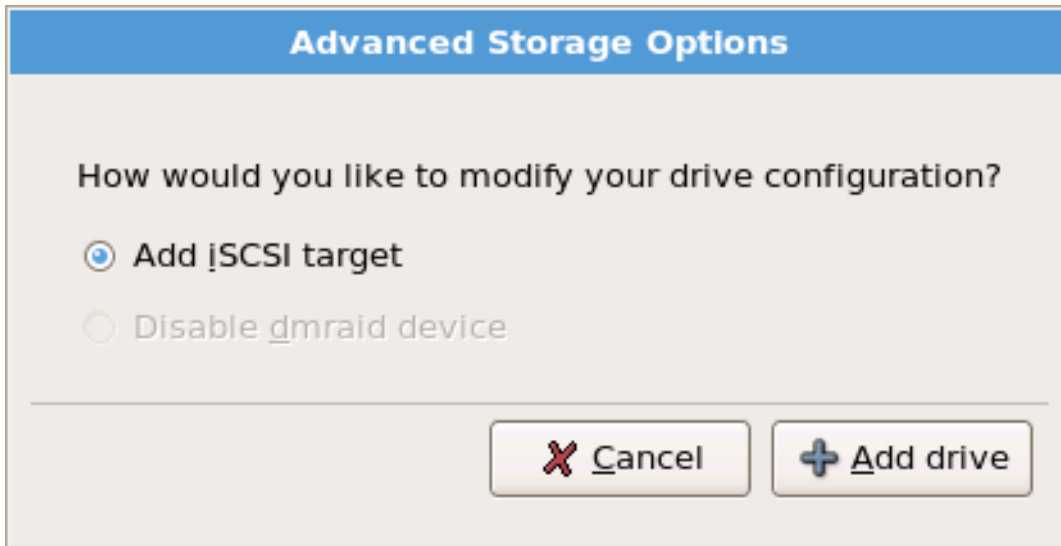 Advanced Storage Options
How would you like to modify your drive configuration?
Add iSCSI target
Disable dmraid device
Cancel
Add drive